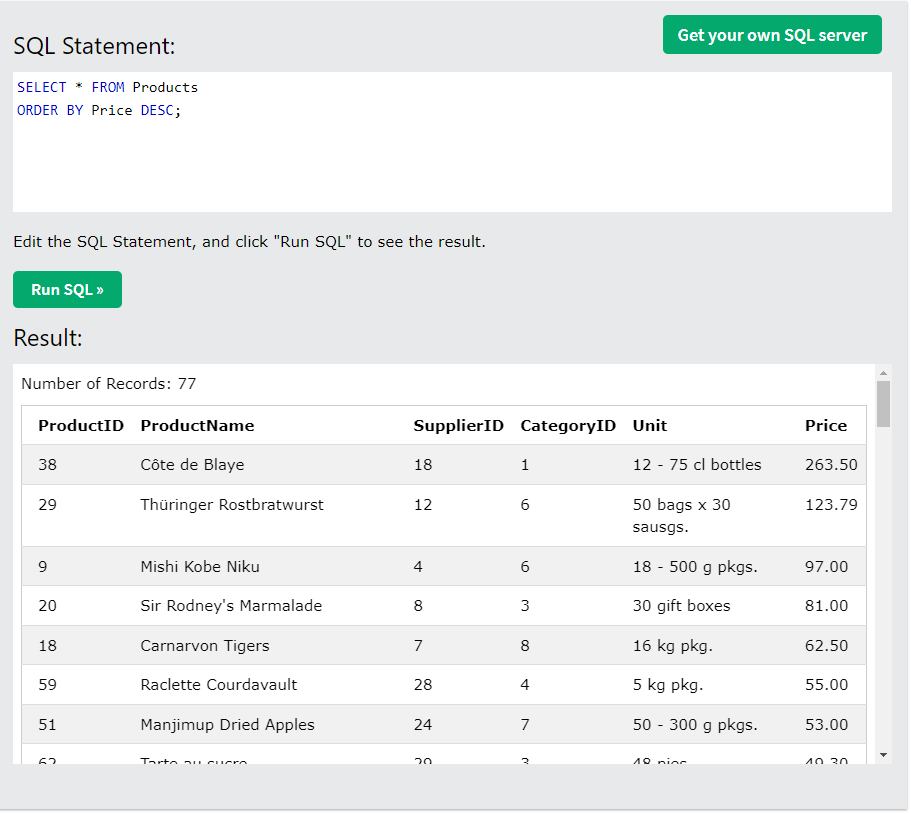 SQL Statement:
Get your own SQL server
SELECT * FROM Products
ORDER BY Price DESC;
Edit the SQL Statement, and click "Run SQL" to see the result.
Run SQL »
Result:
Number of Records: 77
ProductID ProductName SupplierID CategoryID Unit Price
38 Côte de Blaye 18 1 12 - 75 cl bottles 263.50
29 Thüringer Rostbratwurst 12 6 50 bags x 30 123.79
sausgs.
9 Mishi Kobe Niku 4 6 18 - 500 g pkgs. 97.00
20 Sir Rodney's Marmalade 8 3 30 gift boxes 81.00
18 Carnarvon Tigers 7 8 16 kg pkg. 62.50
59 Raclette Courdavault 28 4 5 kg pkg. 55.00
51 Manjimup Dried Apples 24 7 50 - 300 g pkgs. 53.00
62 Tarte au sucre 29 3 48 pies 49.30